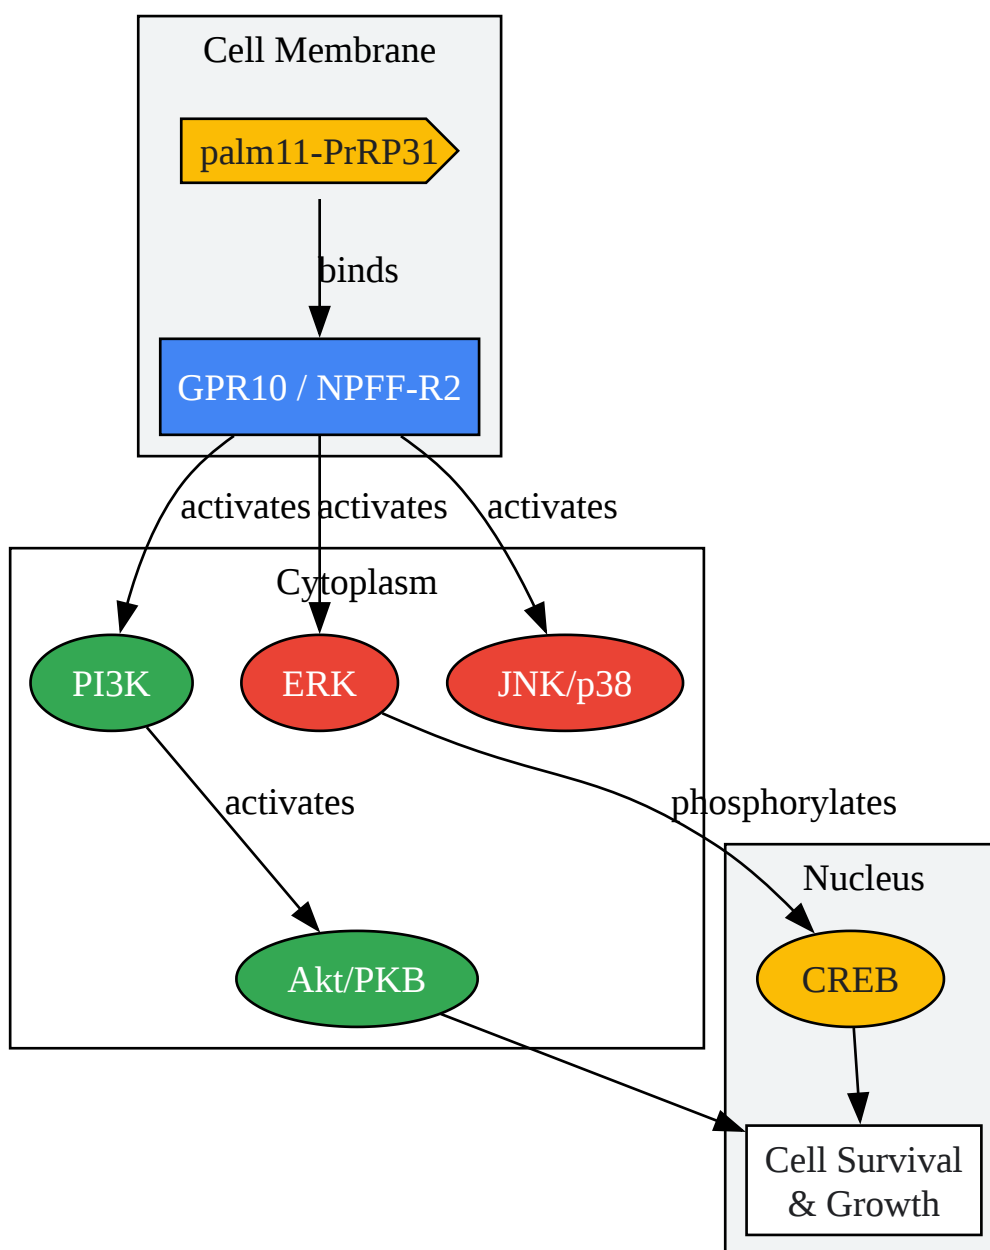 Cell Membrane
palm11-PrRP31
binds
GPR10 / NPFF-R2
activates
activates
activates
Cytoplasm
PI3K
ERK
JNK/p38
activates
phosphorylates
Nucleus
Akt/PKB
CREB
Cell Survival
& Growth